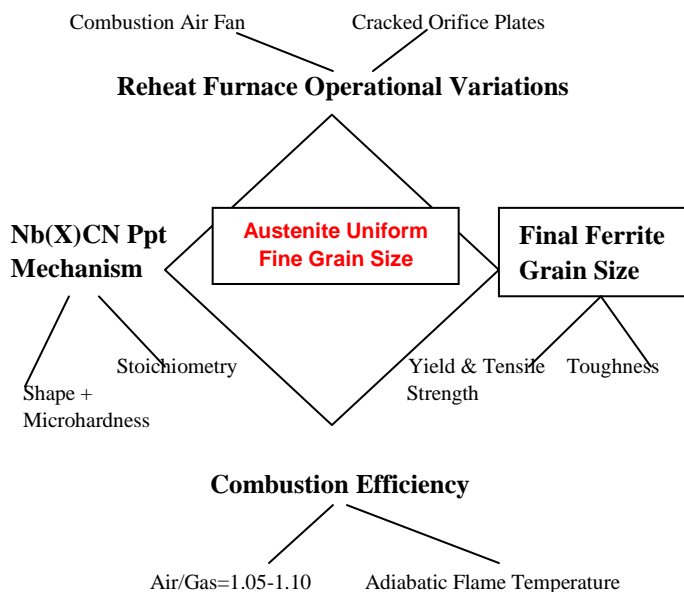 Combustion Air Fan
Cracked Orifice Plates
Reheat Furnace Operational Variations
Nb(X)CN Ppt
Mechanism
Austenite Uniform
Fine Grain Size
Final Ferrite
Grain Size
Stoichiometry
Shape +
Microhardness
Yield & Tensile
Strength
Toughness
Combustion Efficiency
Air/Gas=1.05-1.10
Adiabatic Flame Temperature